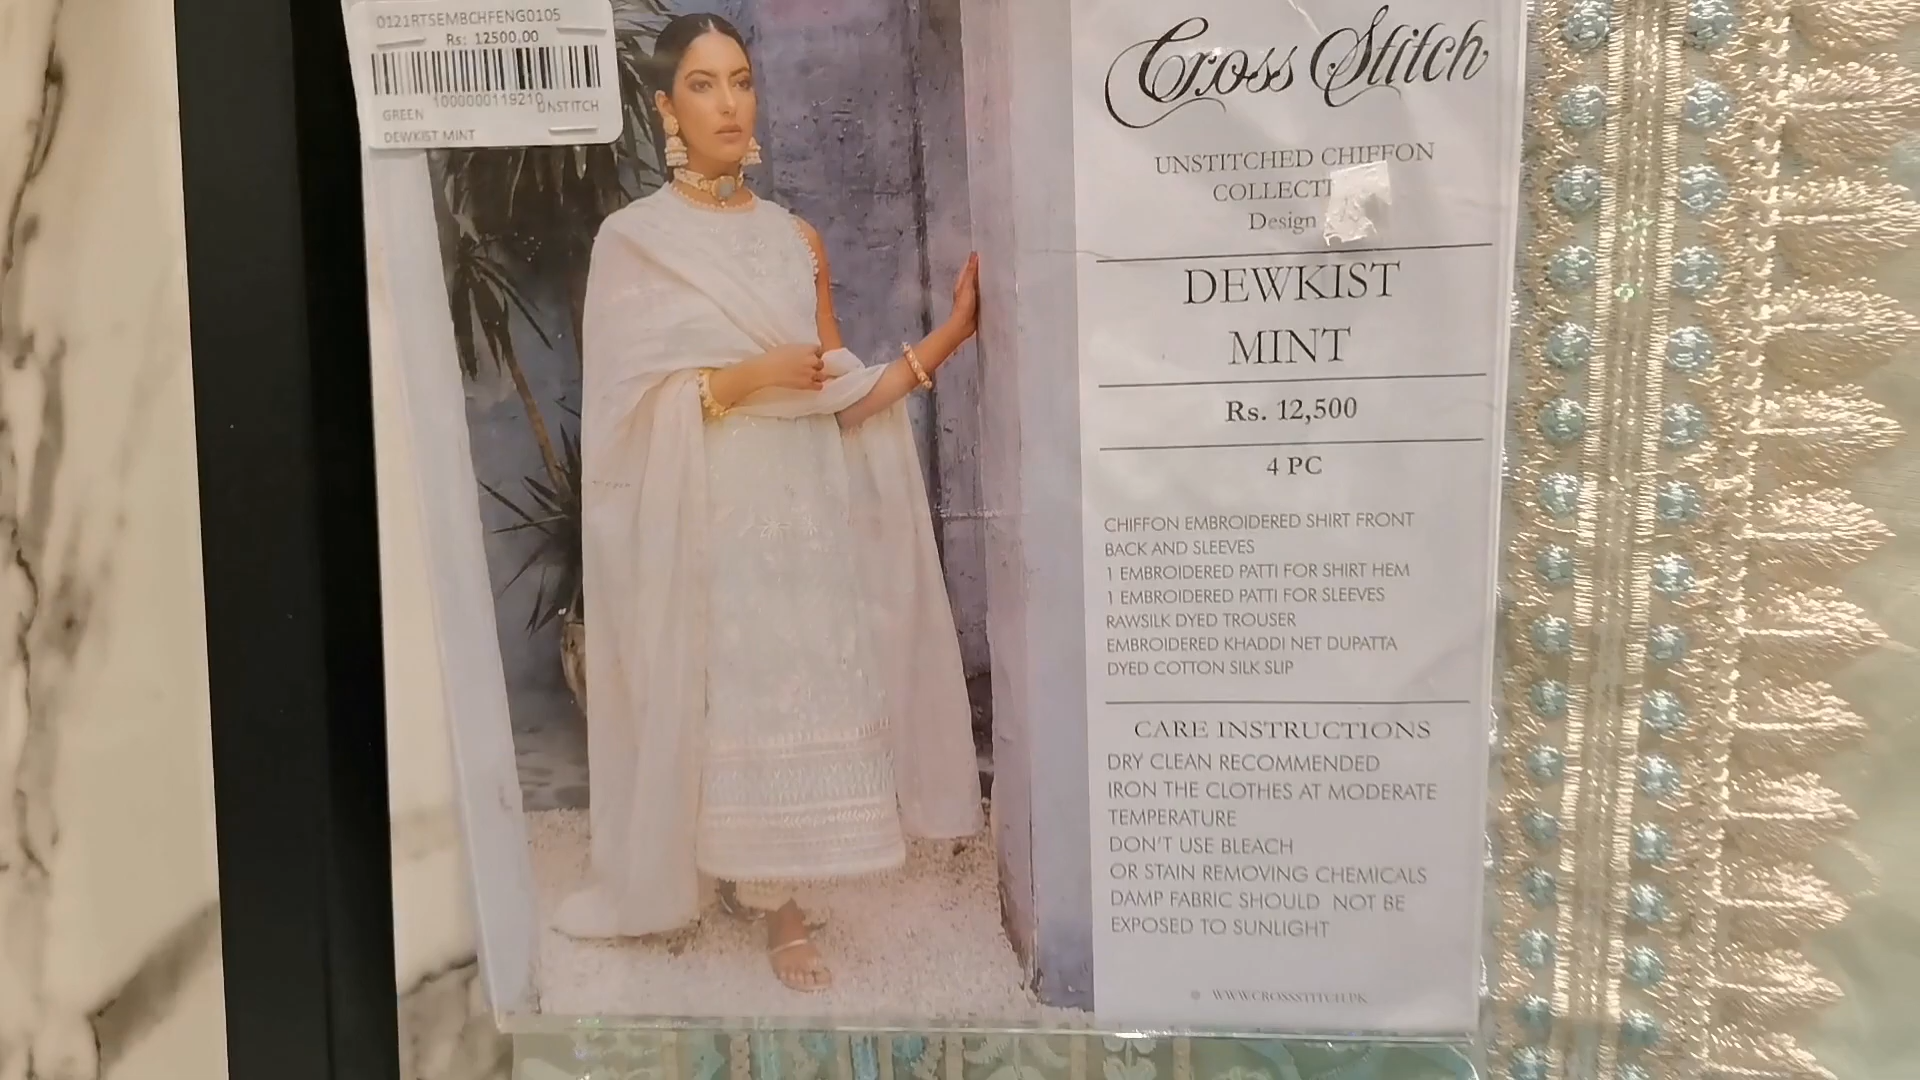 0121RTSEMBCHFENG0105
Rs: 12500.00
1000000119210
GREEN UNSTITCH
DEWKIST MINT
Cross Stitch
UNSTITCHED CHIFFON
Design
DEWKIST
MINT
Rs. 12,500
4 PC
CHIFFON EMBROIDERED SHIRT FRONT
BACK AND SLEEVES
1 EMBROIDERED PATTI FOR SHIRT HEM
1 EMBROIDERED PATTI FOR SLEEVES
RAWSILK DYED TROUSER
EMBROIDERED KHADDI NET DUPATTA
DYED COTTON SILK SLIP
CARE INSTRUCTIONS
DRY CLEAN RECOMMENDED
IRON THE CLOTHES AT MODERATE
TEMPERATURE
DON'T USE BLEACH
OR STAIN REMOVING CHEMICALS
DAMP FABRIC SHOULD NOT BE
EXPOSED TO SUNLIGHT
WWW.CROSSSTITCH.PK